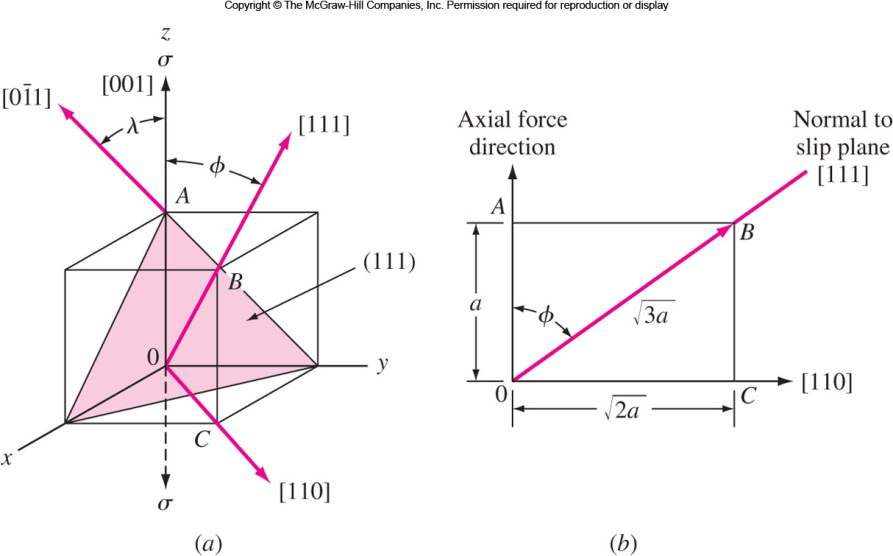 Copyright © The McGraw-Hill Companies, Inc. Permission required for reproduction or display
z
σ
[001]
[01̄1]
λ
[111]
ϕ
A
(111)
B
0
y
C
x
[110]
σ
(a)
Axial force
direction
Normal to
slip plane
[111]
A
B
a
ϕ
√3a
0
C
[110]
√2a
(b)